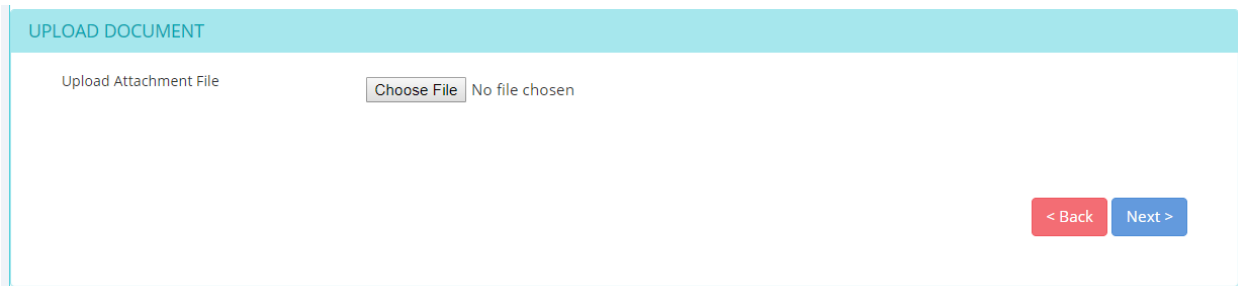 UPLOAD DOCUMENT
Upload Attachment File
Choose File No file chosen
< Back Next >